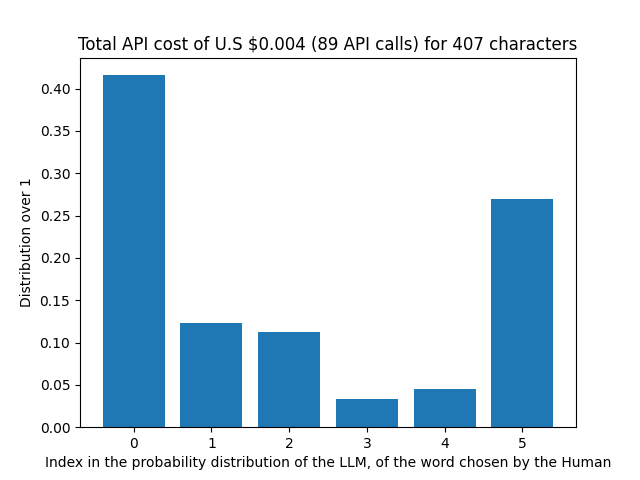 Total API cost of U.S $0.004 (89 API calls) for 407 characters
0.40
0.35
0.30
0.25
0.20
0.15
0.10
0.05
0.00
Distribution over 1
0 1 2 3 4 5
Index in the probability distribution of the LLM, of the word chosen by the Human